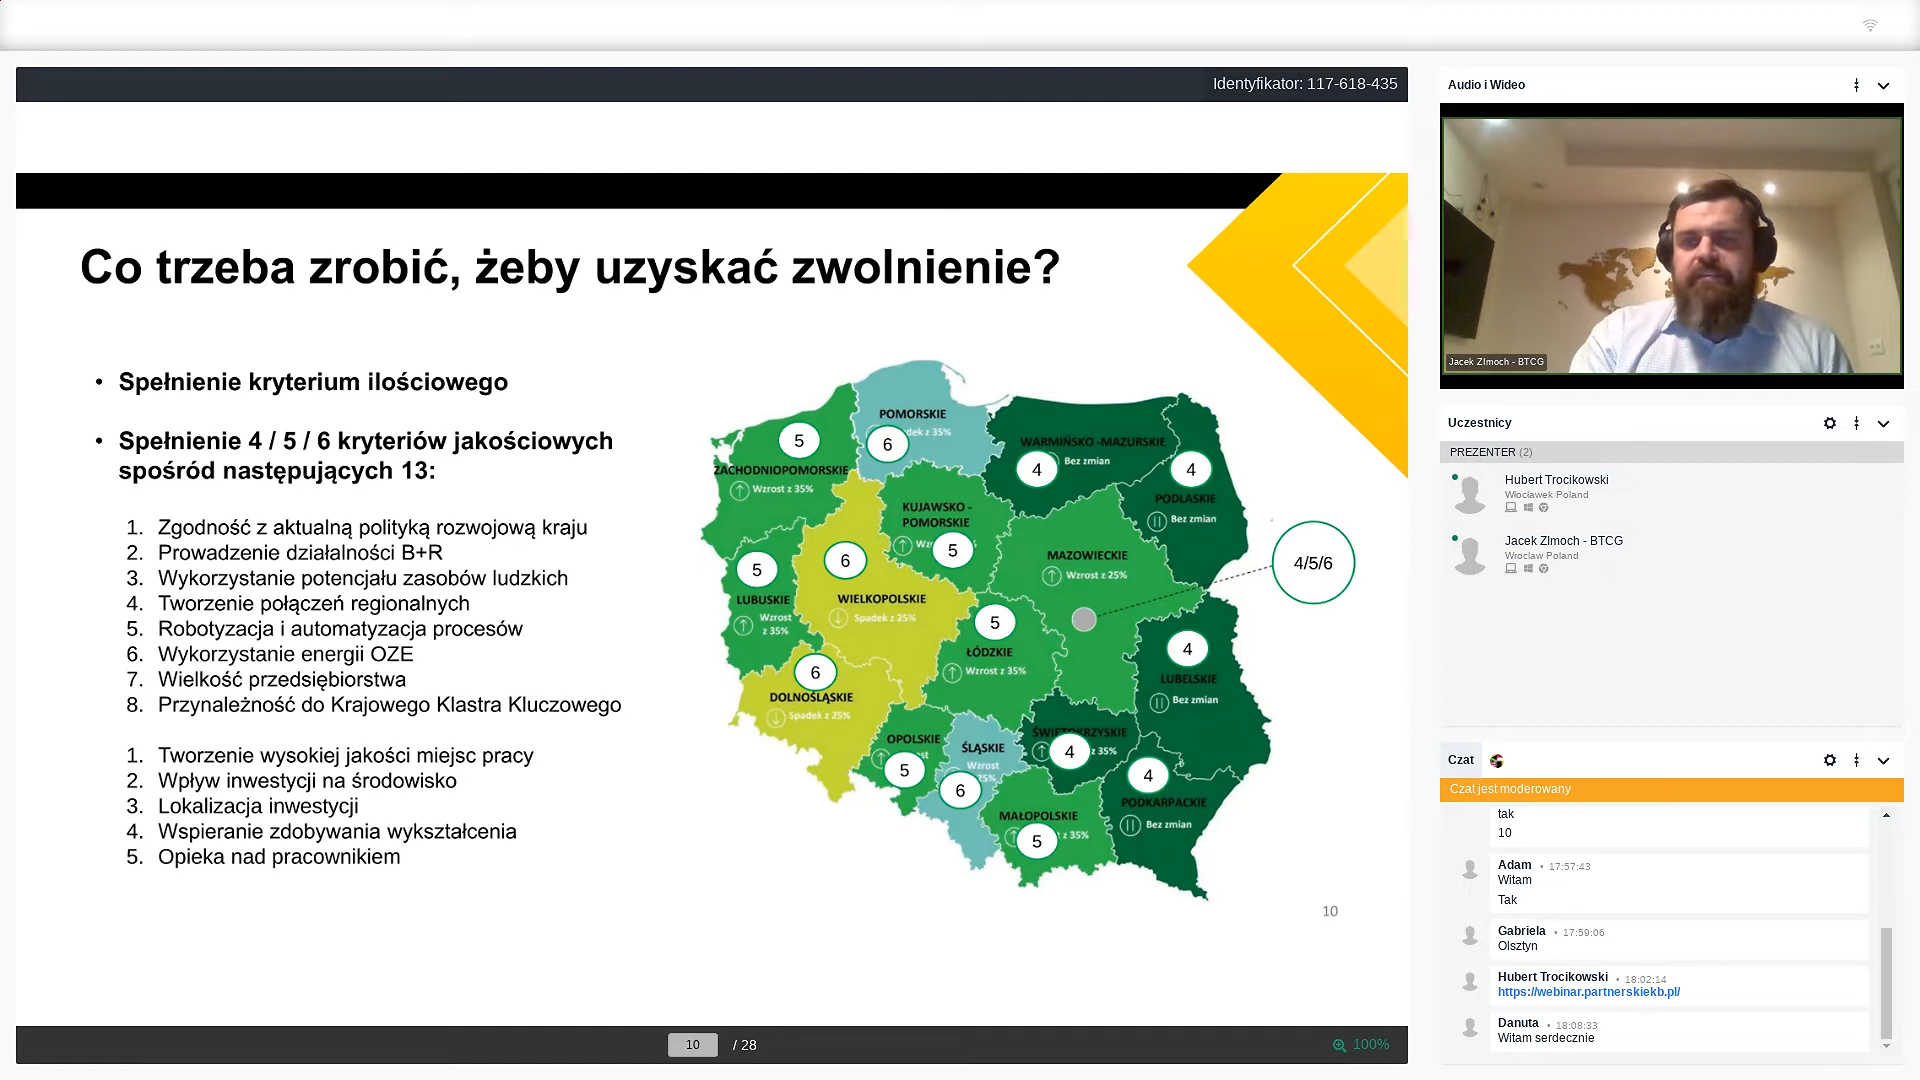 Identyfikator: 117-618-435
Co trzeba zrobić, żeby uzyskać zwolnienie?
• Spełnienie kryterium ilościowego
• Spełnienie 4 / 5 / 6 kryteriów jakościowych
spośród następujących 13:
1. Zgodność z aktualną polityką rozwojową kraju
2. Prowadzenie działalności B+R
3. Wykorzystanie potencjału zasobów ludzkich
4. Tworzenie połączeń regionalnych
5. Robotyzacja i automatyzacja procesów
6. Wykorzystanie energii OZE
7. Wielkość przedsiębiorstwa
8. Przynależność do Krajowego Klastra Kluczowego
1. Tworzenie wysokiej jakości miejsc pracy
2. Wpływ inwestycji na środowisko
3. Lokalizacja inwestycji
4. Wspieranie zdobywania wykształcenia
5. Opieka nad pracownikiem
POMORSKIE
z 35%
6
5
ZACHODNIOPOMORSKIE
Wzrost z 35%
WARMIŃSKO -MAZURSKIE
Bez zmian
4
4
PODLASKIE
Bez zmian
KUJAWSKO -
POMORSKIE
5
MAZOWIECKIE
Wzrost z 25%
4/5/6
5
LUBUSKIE
Wzrost
z 35%
6
WIELKOPOLSKIE
Spadek z 25%
5
ŁÓDZKIE
Wzrost z 35%
4
LUBELSKIE
Bez zmian
6
DOLNOŚLĄSKIE
Spadek z 25%
OPOLSKIE
5
ŚLĄSKIE
Wzrost
6
ŚWIĘTOKRZYSKIE
4
z 35%
4
PODKARPACKIE
Bez zmian
MAŁOPOLSKIE
5
z 35%
10
10 / 28
100%
Audio i Wideo
Jacek ZImoch - BTCG
Uczestnicy
PREZENTER (2)
Hubert Trocikowski
Włocławek Poland
Jacek ZImoch - BTCG
Wroclaw Poland
Czat
Czat jest moderowany
tak
10
Adam • 17:57:43
Witam
Tak
Gabriela • 17:59:06
Olsztyn
Hubert Trocikowski • 18:02:14
https://webinar.partnerskiekb.pl/
Danuta • 18:08:33
Witam serdecznie